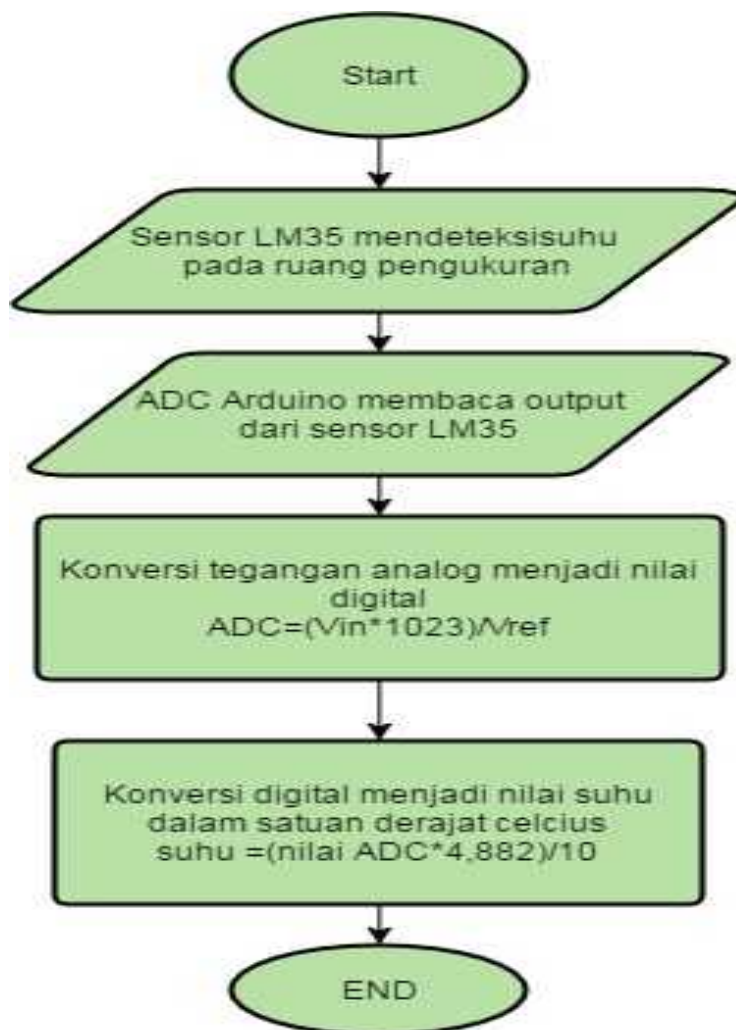 Start
Sensor LM35 mendeteksisuhu
pada ruang pengukuran
ADC Arduino membaca output
dari sensor LM35
Konversi tegangan analog menjadi nilai
digital
ADC=(Vin*1023)/Vref
Konversi digital menjadi nilai suhu
dalam satuan derajat celcius
suhu =(nilai ADC*4,882)/10
END